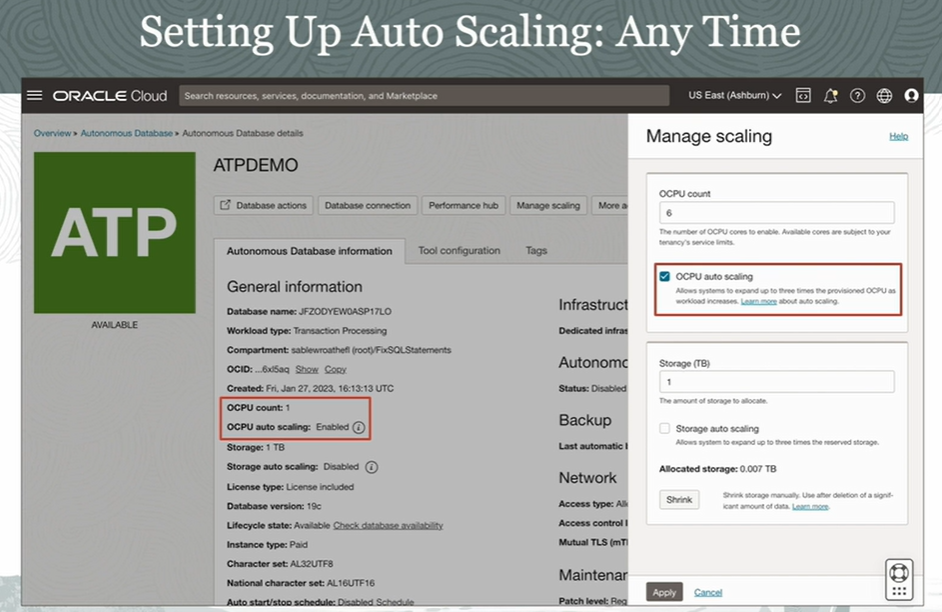 Setting Up Auto Scaling: Any Time
ORACLE Cloud
Search resources, services, documentation, and Marketplace
US East (Ashburn)
Overview » Autonomous Database » Autonomous Database details
ATP
AVAILABLE
ATPDEMO
Database actions
Database connection
Performance hub
Manage scaling
More a
Autonomous Database information
Tool configuration
Tags
General information
Database name: JFZODYEW0ASP17LO
Workload type: Transaction Processing
Compartment: sablewroathefl (root)/FixSQLStatements
OCID: ...6xl5aq Show Copy
Created: Fri, Jan 27, 2023, 16:13:13 UTC
OCPU count: 1
OCPU auto scaling: Enabled
Storage: 1 TB
Storage auto scaling: Disabled
License type: License included
Database version: 19c
Lifecycle state: Available Check database availability
Instance type: Paid
Character set: AL32UTF8
National character set: AL16UTF16
Auto start/stop schedule: Disabled Schedule
Infrastruct
Dedicated infras
Autonomo
Status: Disabled
Backup
Last automatic
Network
Access type: All
Access control l
Mutual TLS (mT
Maintenan
Patch level: Reg
Manage scaling
Help
OCPU count
6
The number of OCPU cores to enable. Available cores are subject to your
tenancy's service limits.
OCPU auto scaling
Allows systems to expand up to three times the provisioned OCPU as
workload increases. Learn more about auto scaling.
Storage (TB)
1
The amount of storage to allocate.
Storage auto scaling
Allows system to expand up to three times the reserved storage.
Allocated storage: 0.007 TB
Shrink
Shrink storage manually. Use after deletion of a signif-
icant amount of data. Learn more.
Apply
Cancel